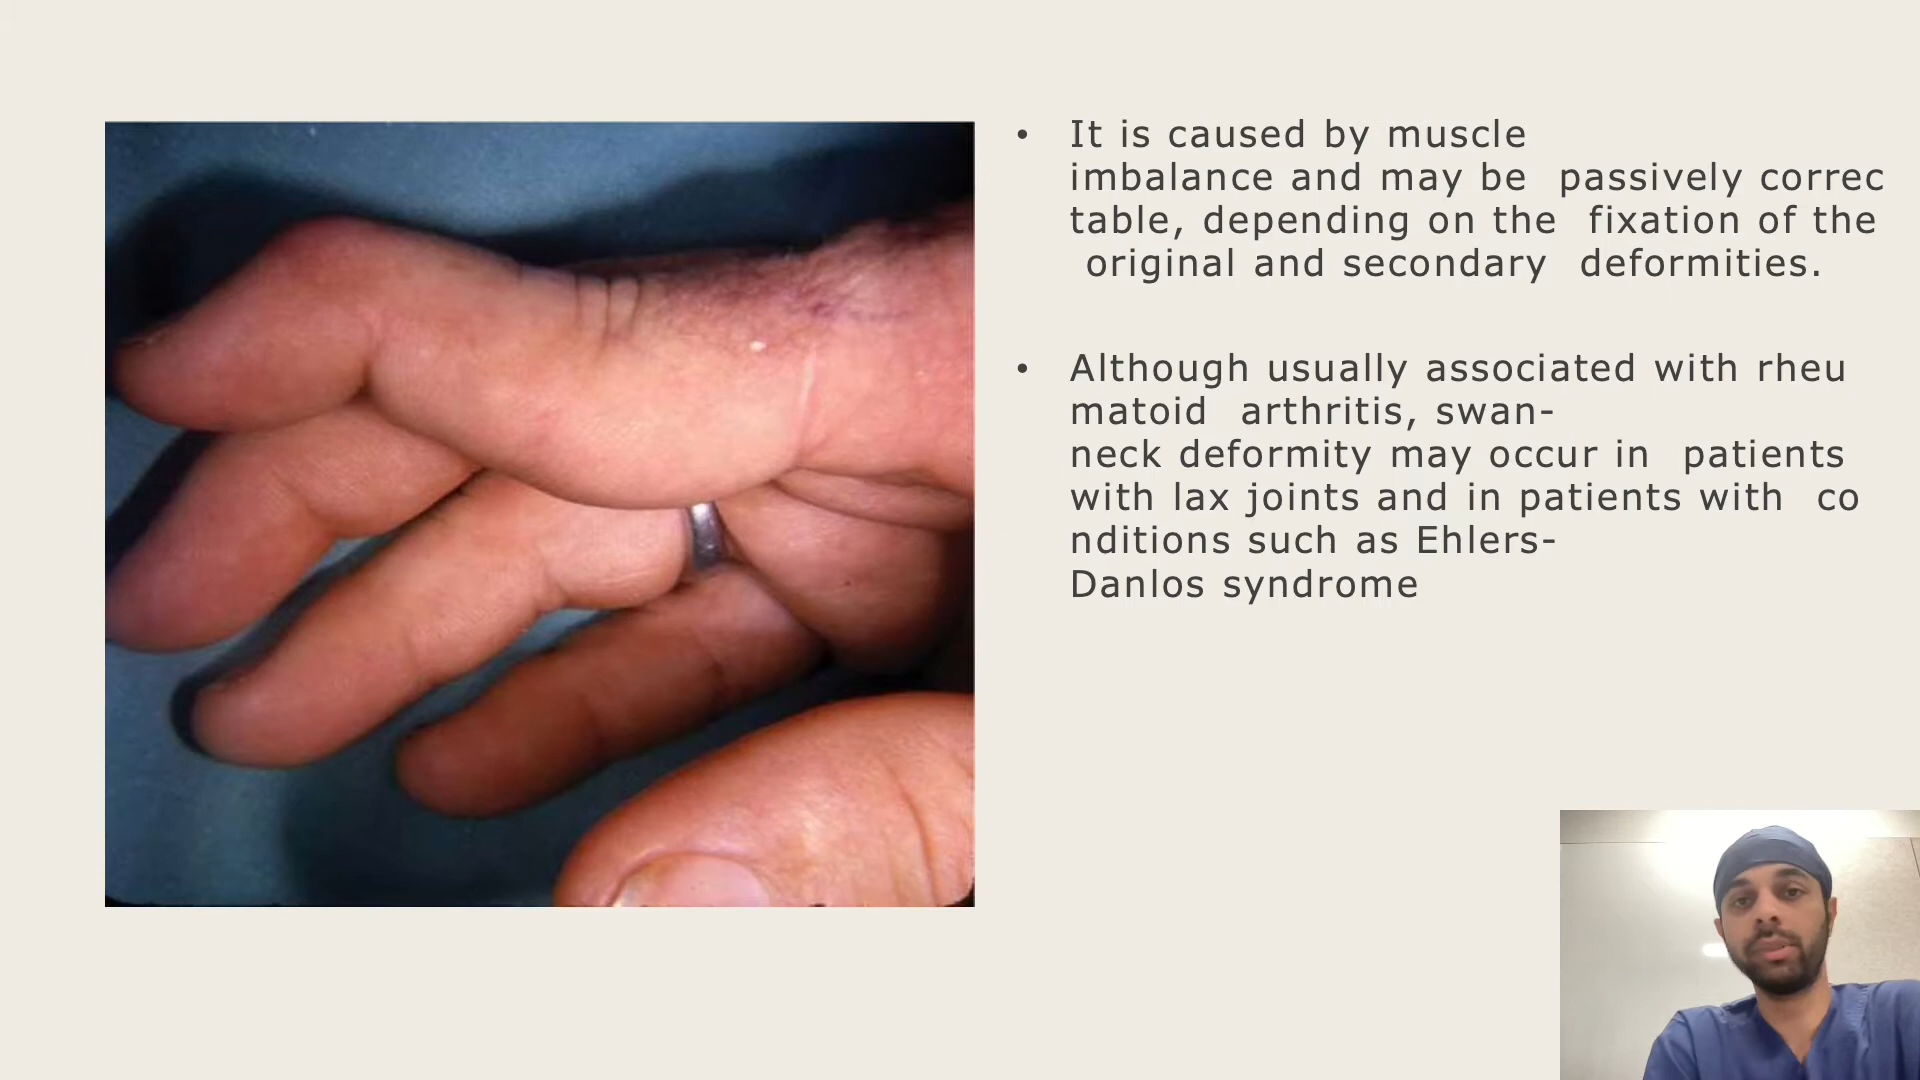 • It is caused by muscle
imbalance and may be passively correc
table, depending on the fixation of the
original and secondary deformities.
• Although usually associated with rheu
matoid arthritis, swan-
neck deformity may occur in patients
with lax joints and in patients with co
nditions such as Ehlers-
Danlos syndrome